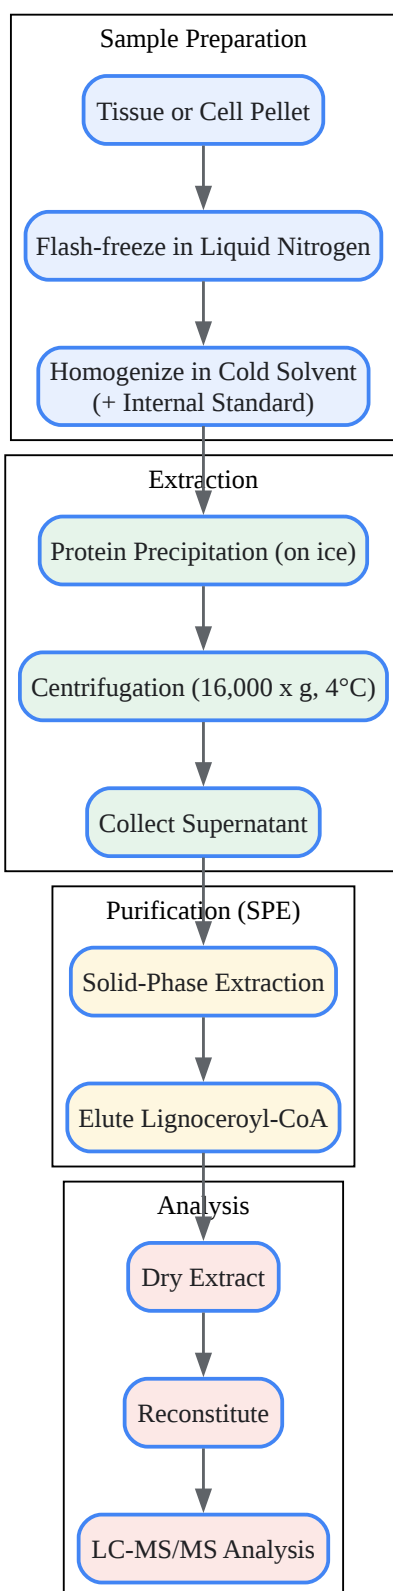 Sample Preparation
Tissue or Cell Pellet
Flash-freeze in Liquid Nitrogen
Homogenize in Cold Solvent
(+ Internal Standard)
Extraction
Protein Precipitation (on ice)
Centrifugation (16,000 x g, 4°C)
Collect Supernatant
Purification (SPE)
Solid-Phase Extraction
Elute Lignoceroyl-CoA
Analysis
Dry Extract
Reconstitute
LC-MS/MS Analysis